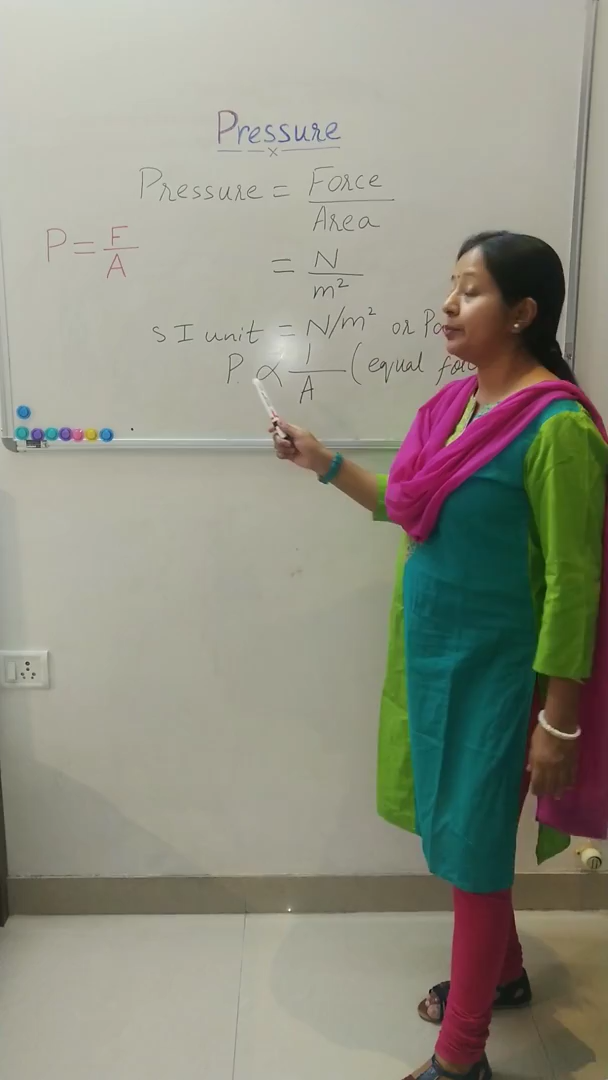 Pressure
Pressure = Force / Area
P = F / A
= N / m²
SI unit = N/m² or
P ∝ 1 / A (equal